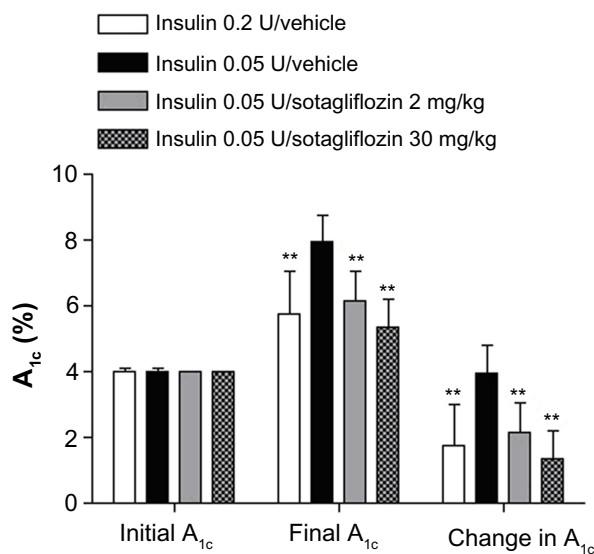 Insulin 0.2 U/vehicle
Insulin 0.05 U/vehicle
Insulin 0.05 U/sotagliflozin 2 mg/kg
Insulin 0.05 U/sotagliflozin 30 mg/kg
10
8
6
4
2
0
A1c (%)
** ** **
** ** **
Initial A1c Final A1c Change in A1c